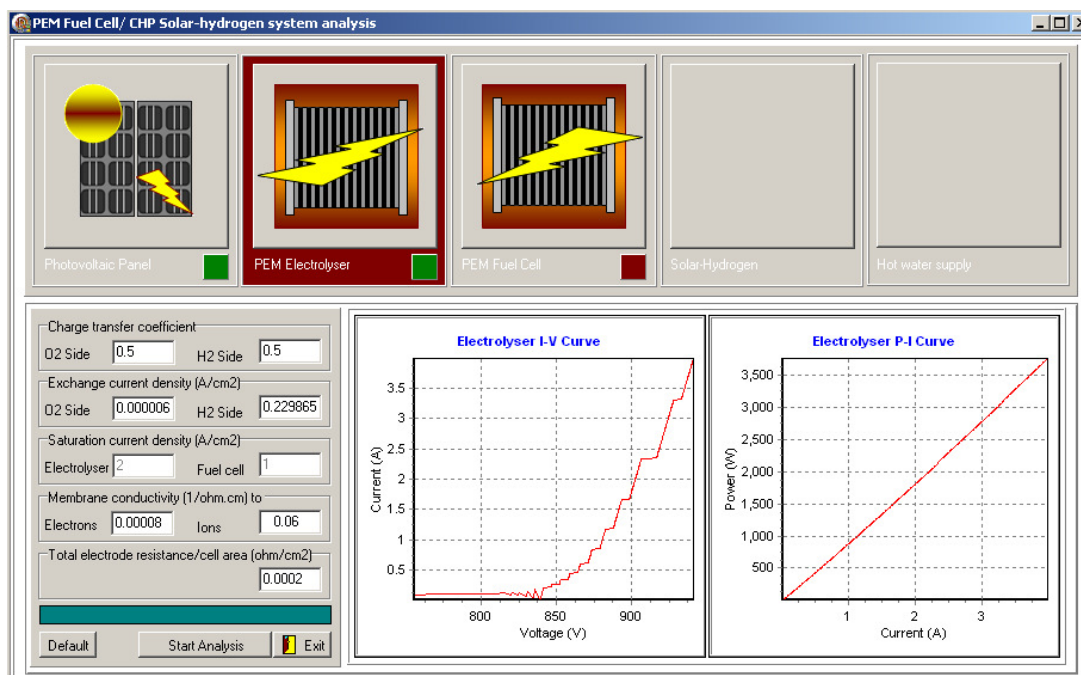 PEM Fuel Cell/ CHP Solar-hydrogen system analysis
Photovoltaic Panel
PEM Electrolyser
PEM Fuel Cell
Solar-Hydrogen
Hot water supply
Charge transfer coefficient
O2 Side 0.5 H2 Side 0.5
Exchange current density (A/cm2)
O2 Side 0.000006 H2 Side 0.229865
Saturation current density (A/cm2)
Electrolyser 2 Fuel cell 1
Membrane conductivity (1/ohm.cm) to
Electrons 0.00008 Ions 0.06
Total electrode resistance/cell area (ohm/cm2)
0.0002
Default Start Analysis Exit
Electrolyser I-V Curve
Current (A)
3.5
3
2.5
2
1.5
1
0.5
800 850 900
Voltage (V)
Electrolyser P-I Curve
Power (W)
3,500
3,000
2,500
2,000
1,500
1,000
500
1 2 3
Current (A)